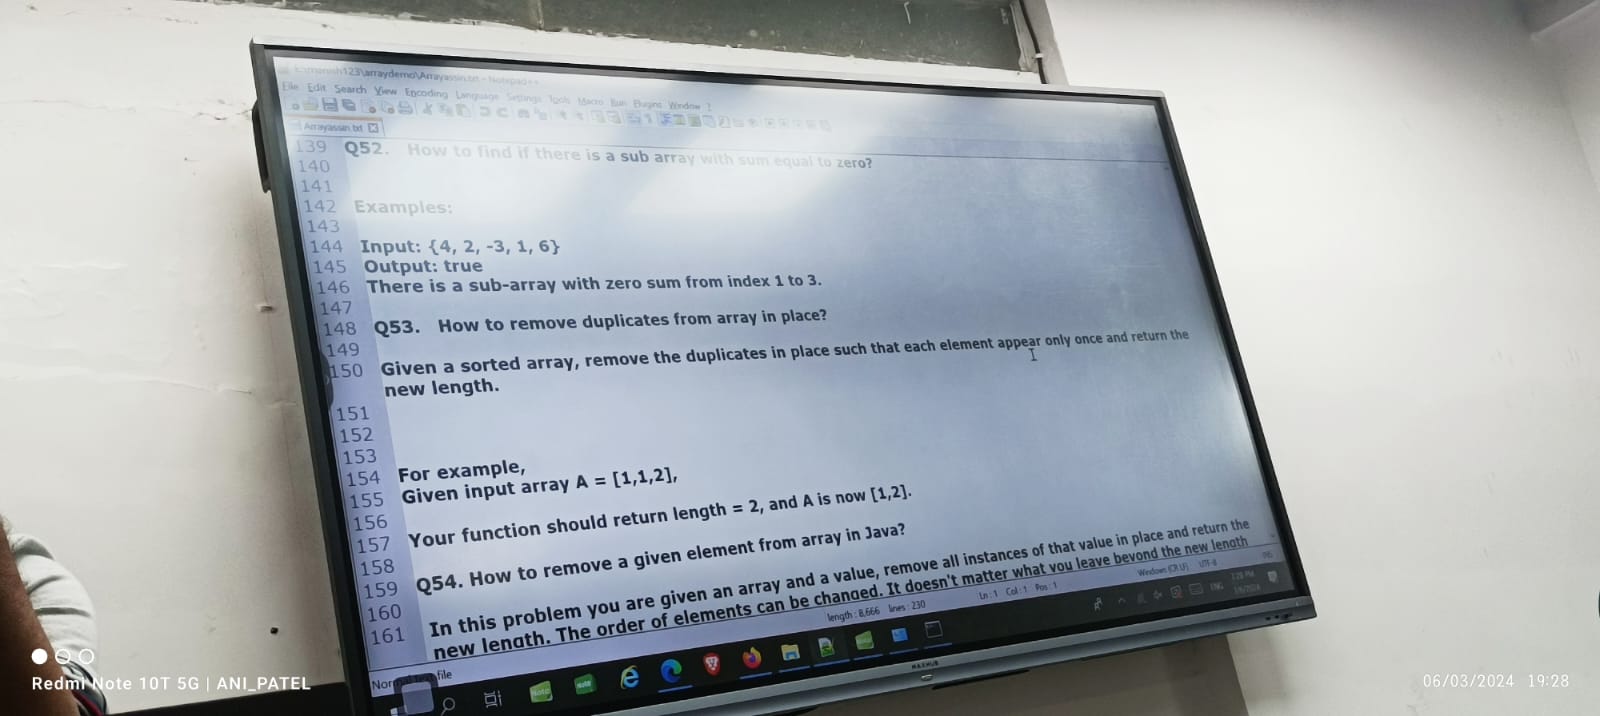 E:\manish123\arraydemo\Arrayassin.txt - Notepad++
File Edit Search View Encoding Language Settings Tools Macro Run Plugins Window ?
Arrayassin.txt
139 Q52. How to find if there is a sub array with sum equal to zero?
140
141
142 Examples:
143
144 Input: {4, 2, -3, 1, 6}
145 Output: true
146 There is a sub-array with zero sum from index 1 to 3.
147
148 Q53. How to remove duplicates from array in place?
149
150 Given a sorted array, remove the duplicates in place such that each element appear only once and return the
new length.
151
152
153
154 For example,
155 Given input array A = [1,1,2],
156
157 Your function should return length = 2, and A is now [1,2].
158
159 Q54. How to remove a given element from array in Java?
160
161 In this problem you are given an array and a value, remove all instances of that value in place and return the
new length. The order of elements can be changed. It doesn't matter what you leave beyond the new length
file length : 8,666 lines : 230 Ln : 1 Col : 1 Pos : 1 Windows (CR LF) UTF-8 INS
ENG 7:28 PM
MAXHUB
Redmi Note 10T 5G | ANI_PATEL
06/03/2024 19:28